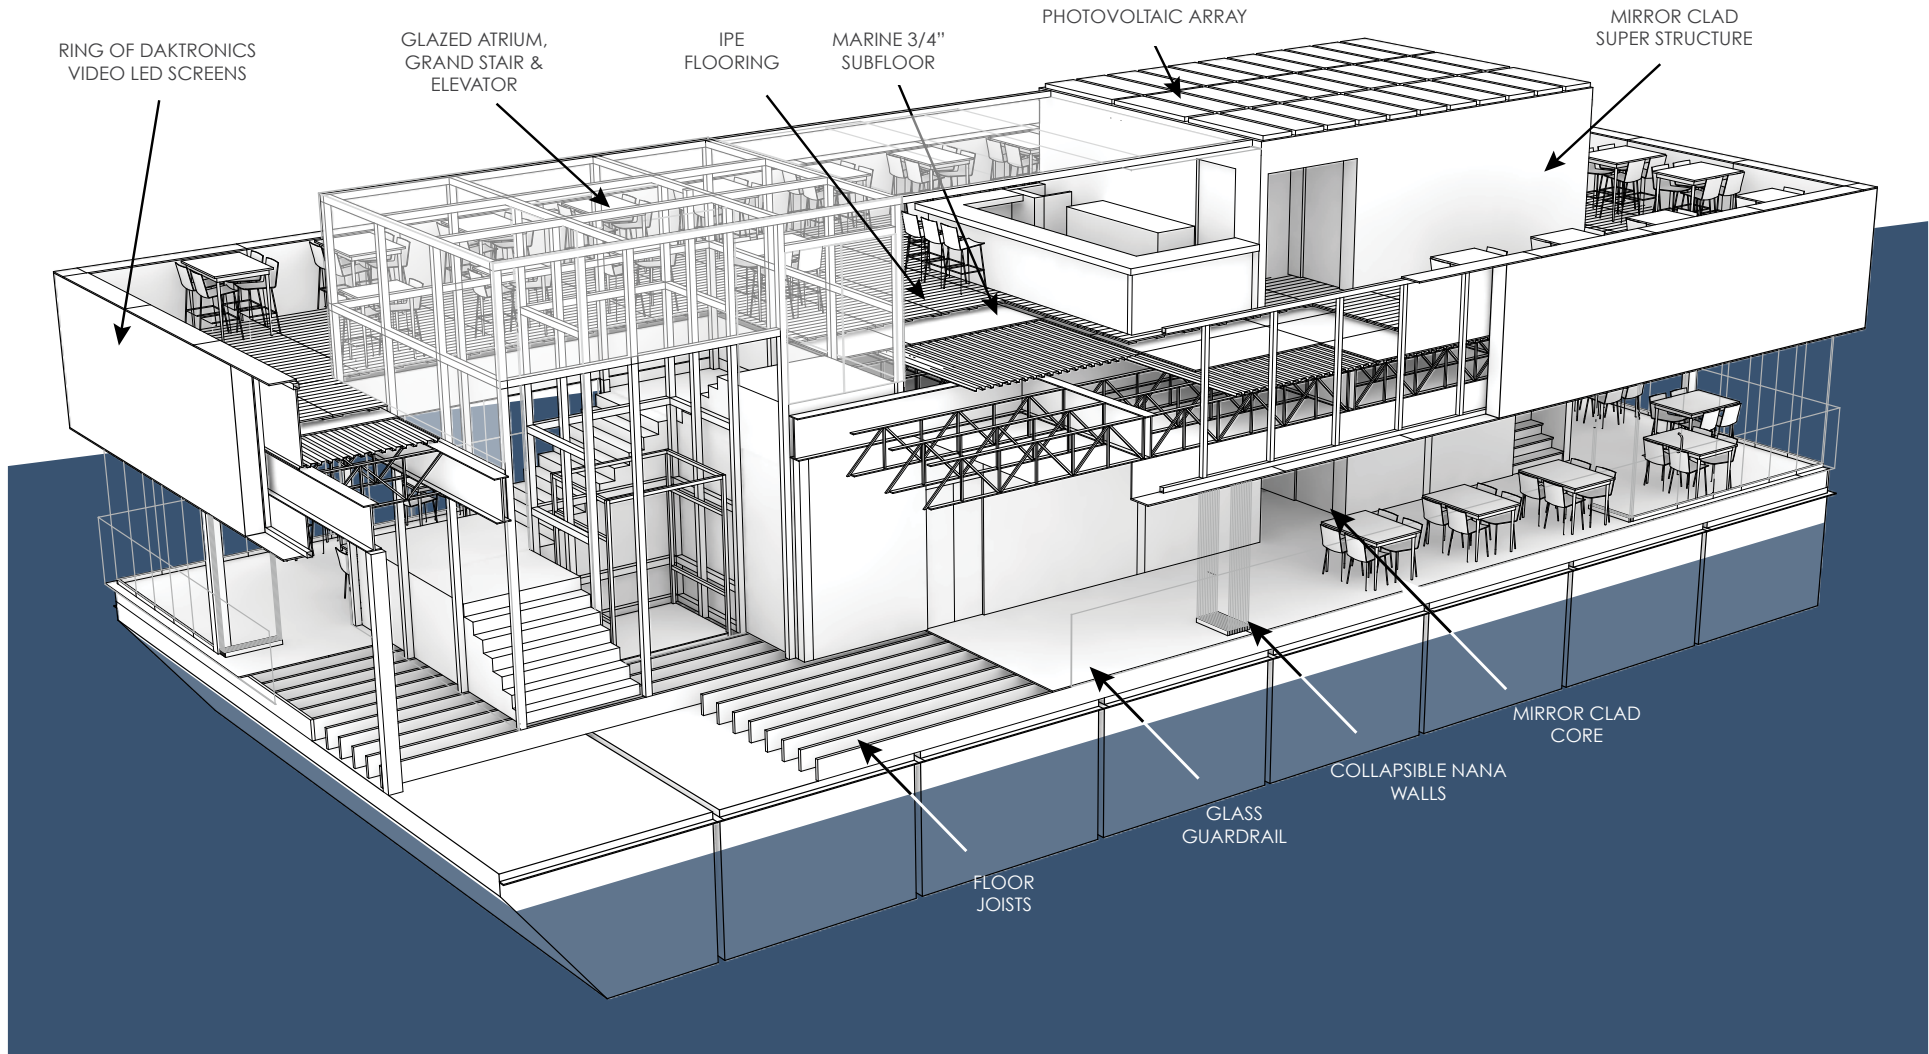 RING OF DAKTRONICS
VIDEO LED SCREENS
GLAZED ATRIUM,
GRAND STAIR &
ELEVATOR
IPE
FLOORING
MARINE 3/4”
SUBFLOOR
PHOTOVOLTAIC ARRAY
MIRROR CLAD
SUPER STRUCTURE
MIRROR CLAD
CORE
COLLAPSIBLE NANA
WALLS
GLASS
GUARDRAIL
FLOOR
JOISTS